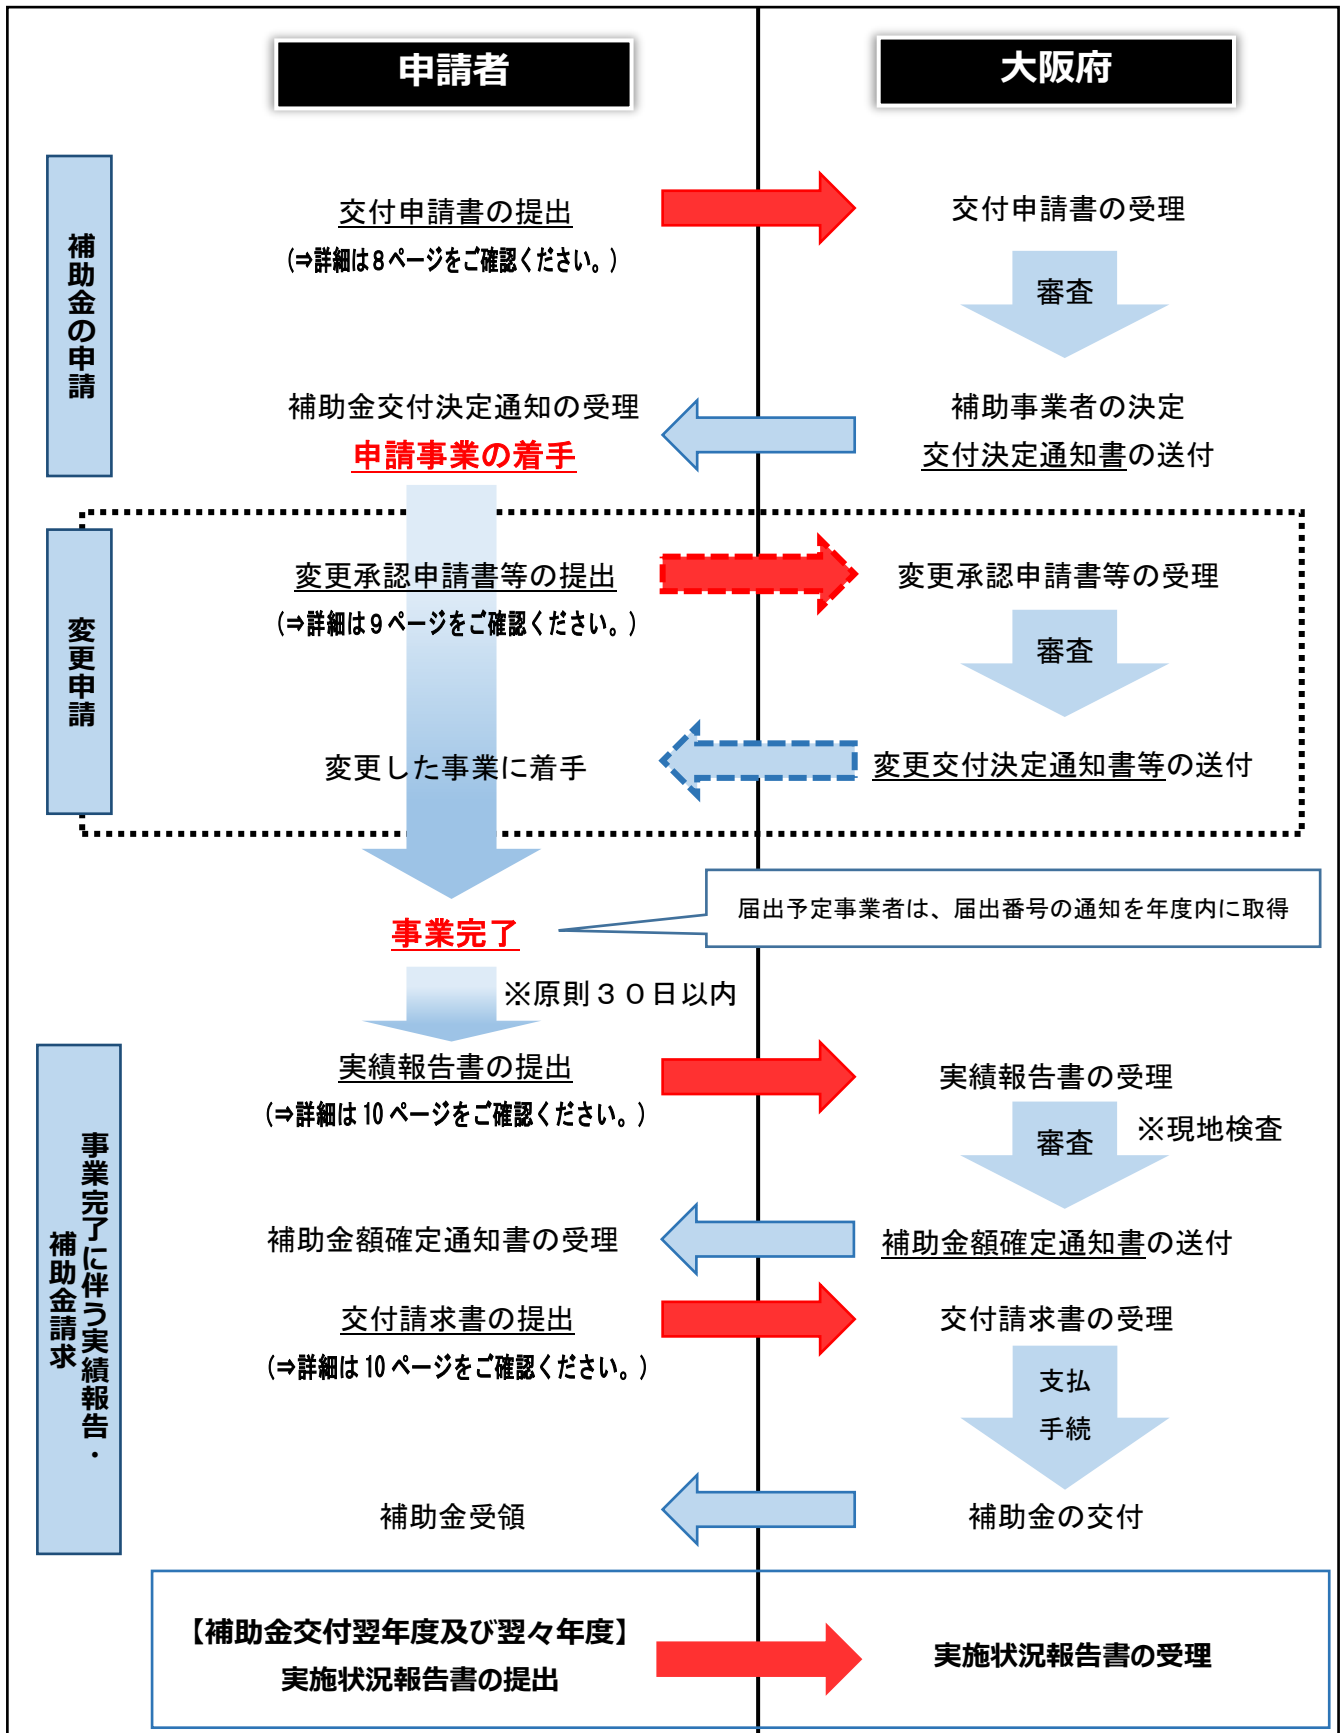 申請者
大阪府
補助金の申請
交付申請書の提出
(⇒詳細は８ページをご確認ください。)
交付申請書の受理
審査
補助金交付決定通知の受理
申請事業の着手
補助事業者の決定
交付決定通知書の送付
変更申請
変更承認申請書等の提出
(⇒詳細は９ページをご確認ください。)
変更承認申請書等の受理
審査
変更した事業に着手
変更交付決定通知書等の送付
事業完了
届出予定事業者は、届出番号の通知を年度内に取得
※原則３０日以内
事業完了に伴う実績報告・
補助金請求
実績報告書の提出
(⇒詳細は 10 ページをご確認ください。)
実績報告書の受理
審査
※現地検査
補助金額確定通知書の受理
補助金額確定通知書の送付
交付請求書の提出
(⇒詳細は 10 ページをご確認ください。)
交付請求書の受理
支払
手続
補助金受領
補助金の交付
【補助金交付翌年度及び翌々年度】
実施状況報告書の提出
実施状況報告書の受理